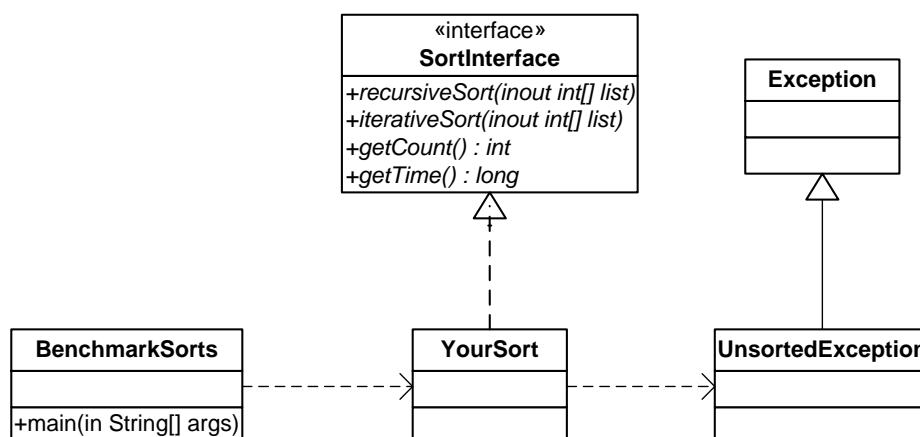 «interface»
SortInterface
+recursiveSort(inout int[] list)
+iterativeSort(inout int[] list)
+getCount() : int
+getTime() : long
Exception
BenchmarkSorts
+main(in String[] args)
YourSort
UnsortedException